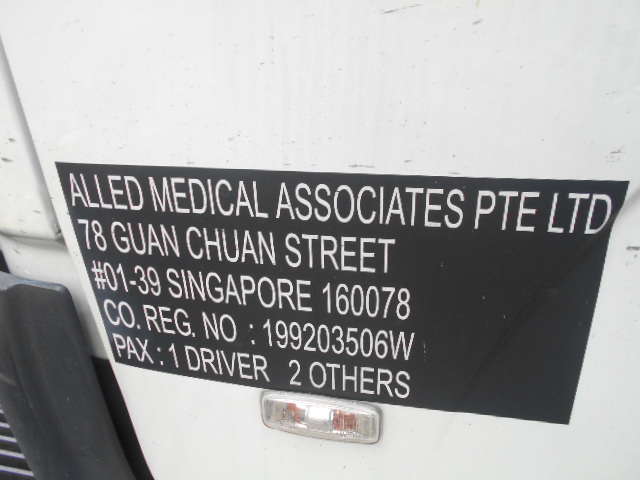 ALLED MEDICAL ASSOCIATES PTE LTD
78 GUAN CHUAN STREET
#01-39 SINGAPORE 160078
CO. REG. NO : 199203506W
PAX : 1 DRIVER 2 OTHERS